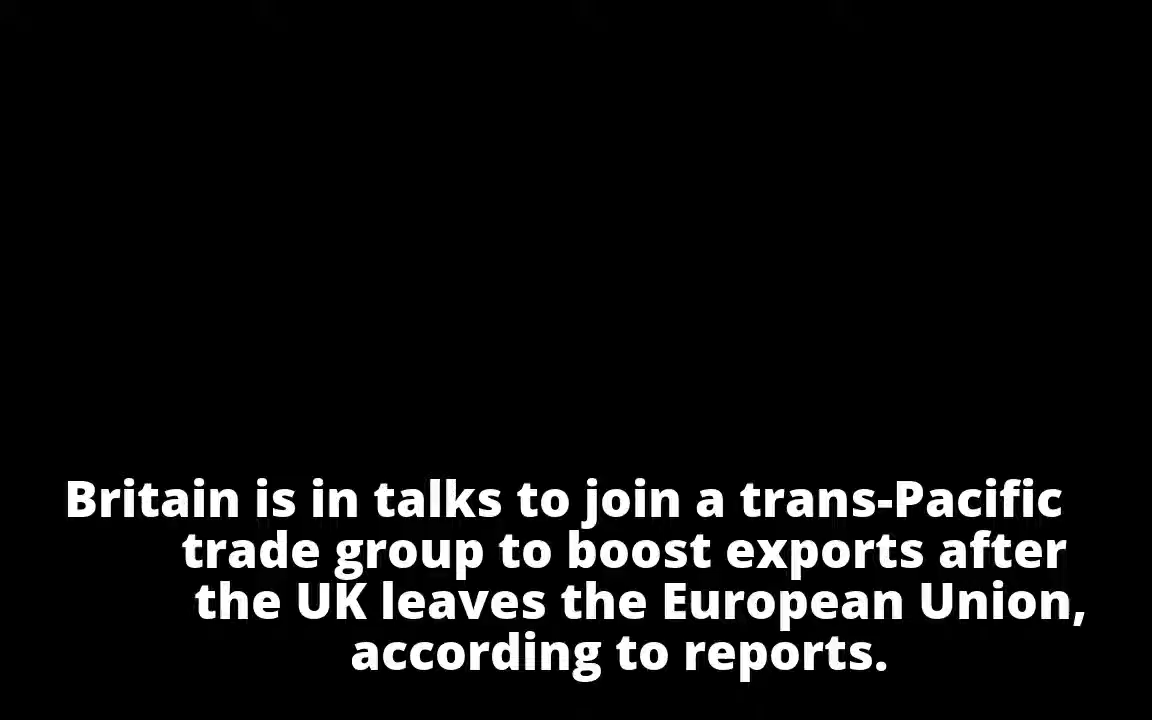 Britain is in talks to join a trans-Pacific
trade group to boost exports after
the UK leaves the European Union,
according to reports.